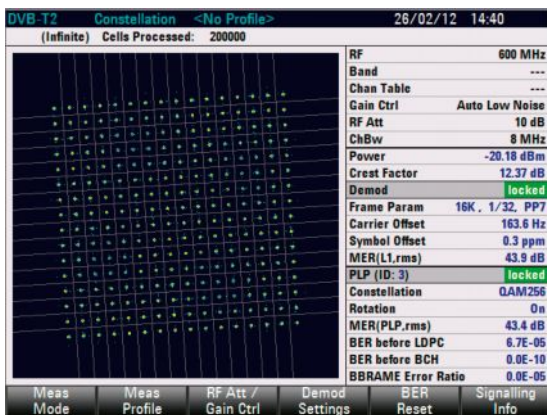 DVB-T2 Constellation <No Profile> 26/02/12 14:40
(Infinite) Cells Processed: 200000
RF 600 MHz
Band ---
Chan Table ---
Gain Ctrl Auto Low Noise
RF Att 10 dB
ChBw 8 MHz
Power -20.18 dBm
Crest Factor 12.37 dB
Demod locked
Frame Param 16K, 1/32, PP7
Carrier Offset 163.6 Hz
Symbol Offset 0.3 ppm
MER(L1,rms) 43.9 dB
PLP (ID: 3) locked
Constellation QAM256
Rotation On
MER(PLP,rms) 43.4 dB
BER before LDPC 6.7E-05
BER before BCH 0.0E-10
BBRAME Error Ratio 0.0E-05
Meas Mode
Meas Profile
RF Att / Gain Ctrl
Demod Settings
BER Reset
Signalling Info